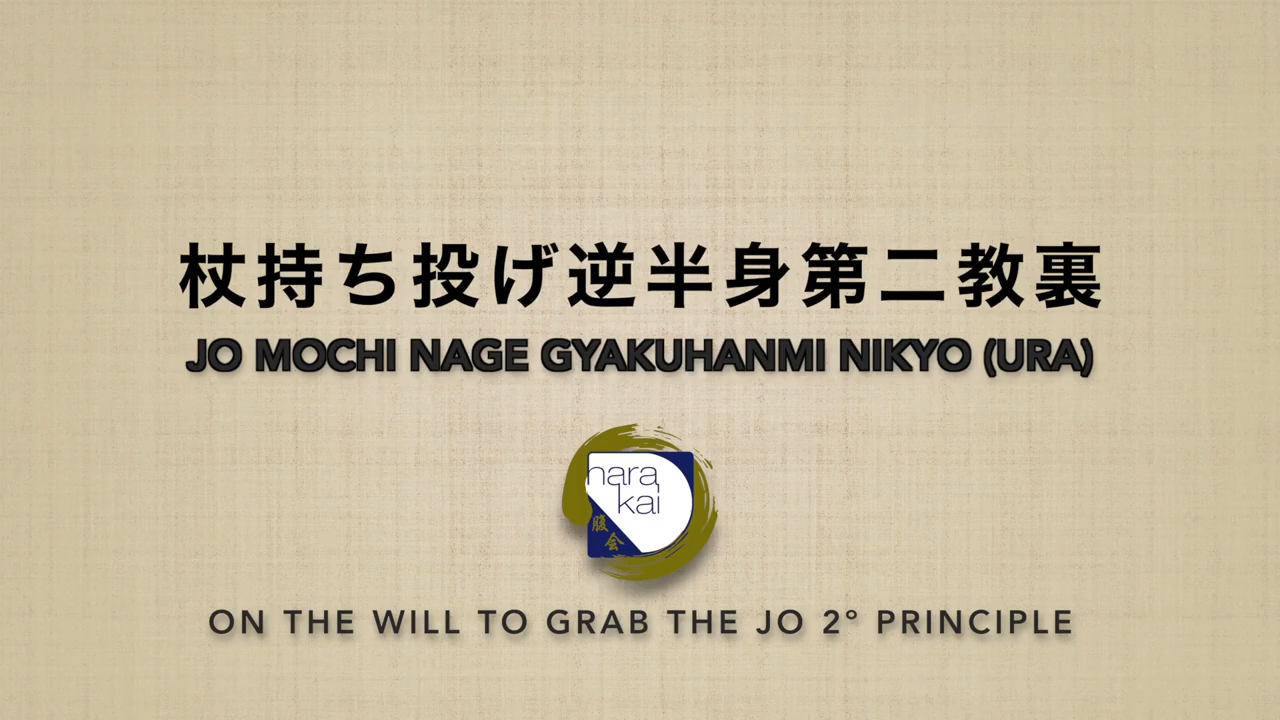 杖持ち投げ逆半身第二教裏
JO MOCHI NAGE GYAKUHANMI NIKYO (URA)
hara
kai
腹
会
ON THE WILL TO GRAB THE JO 2° PRINCIPLE